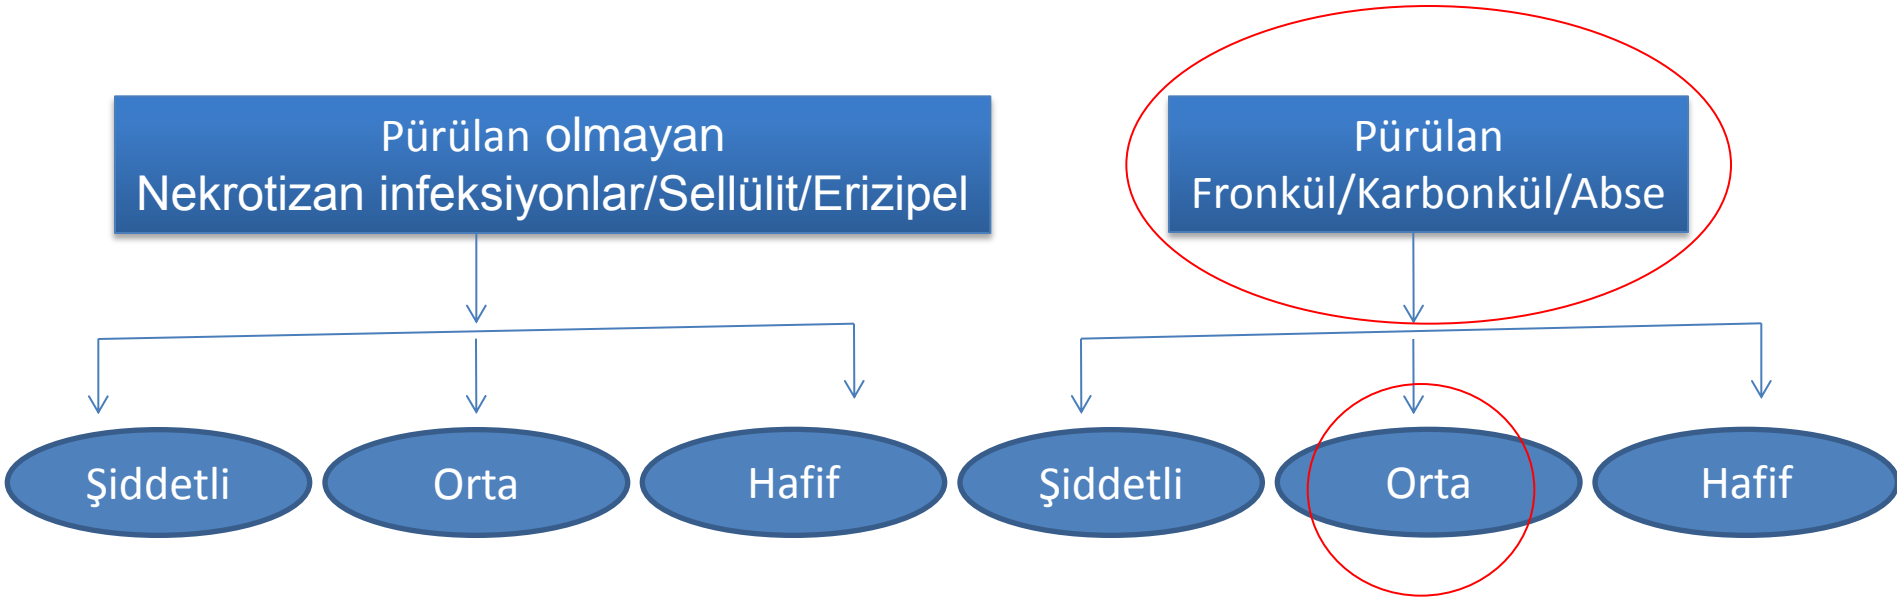 Pürülan olmayan
Nekrotizan infeksiyonlar/Sellülit/Erizipel
Pürülan
Fronkül/Karbonkül/Abse
Şiddetli
Orta
Hafif
Şiddetli
Orta
Hafif